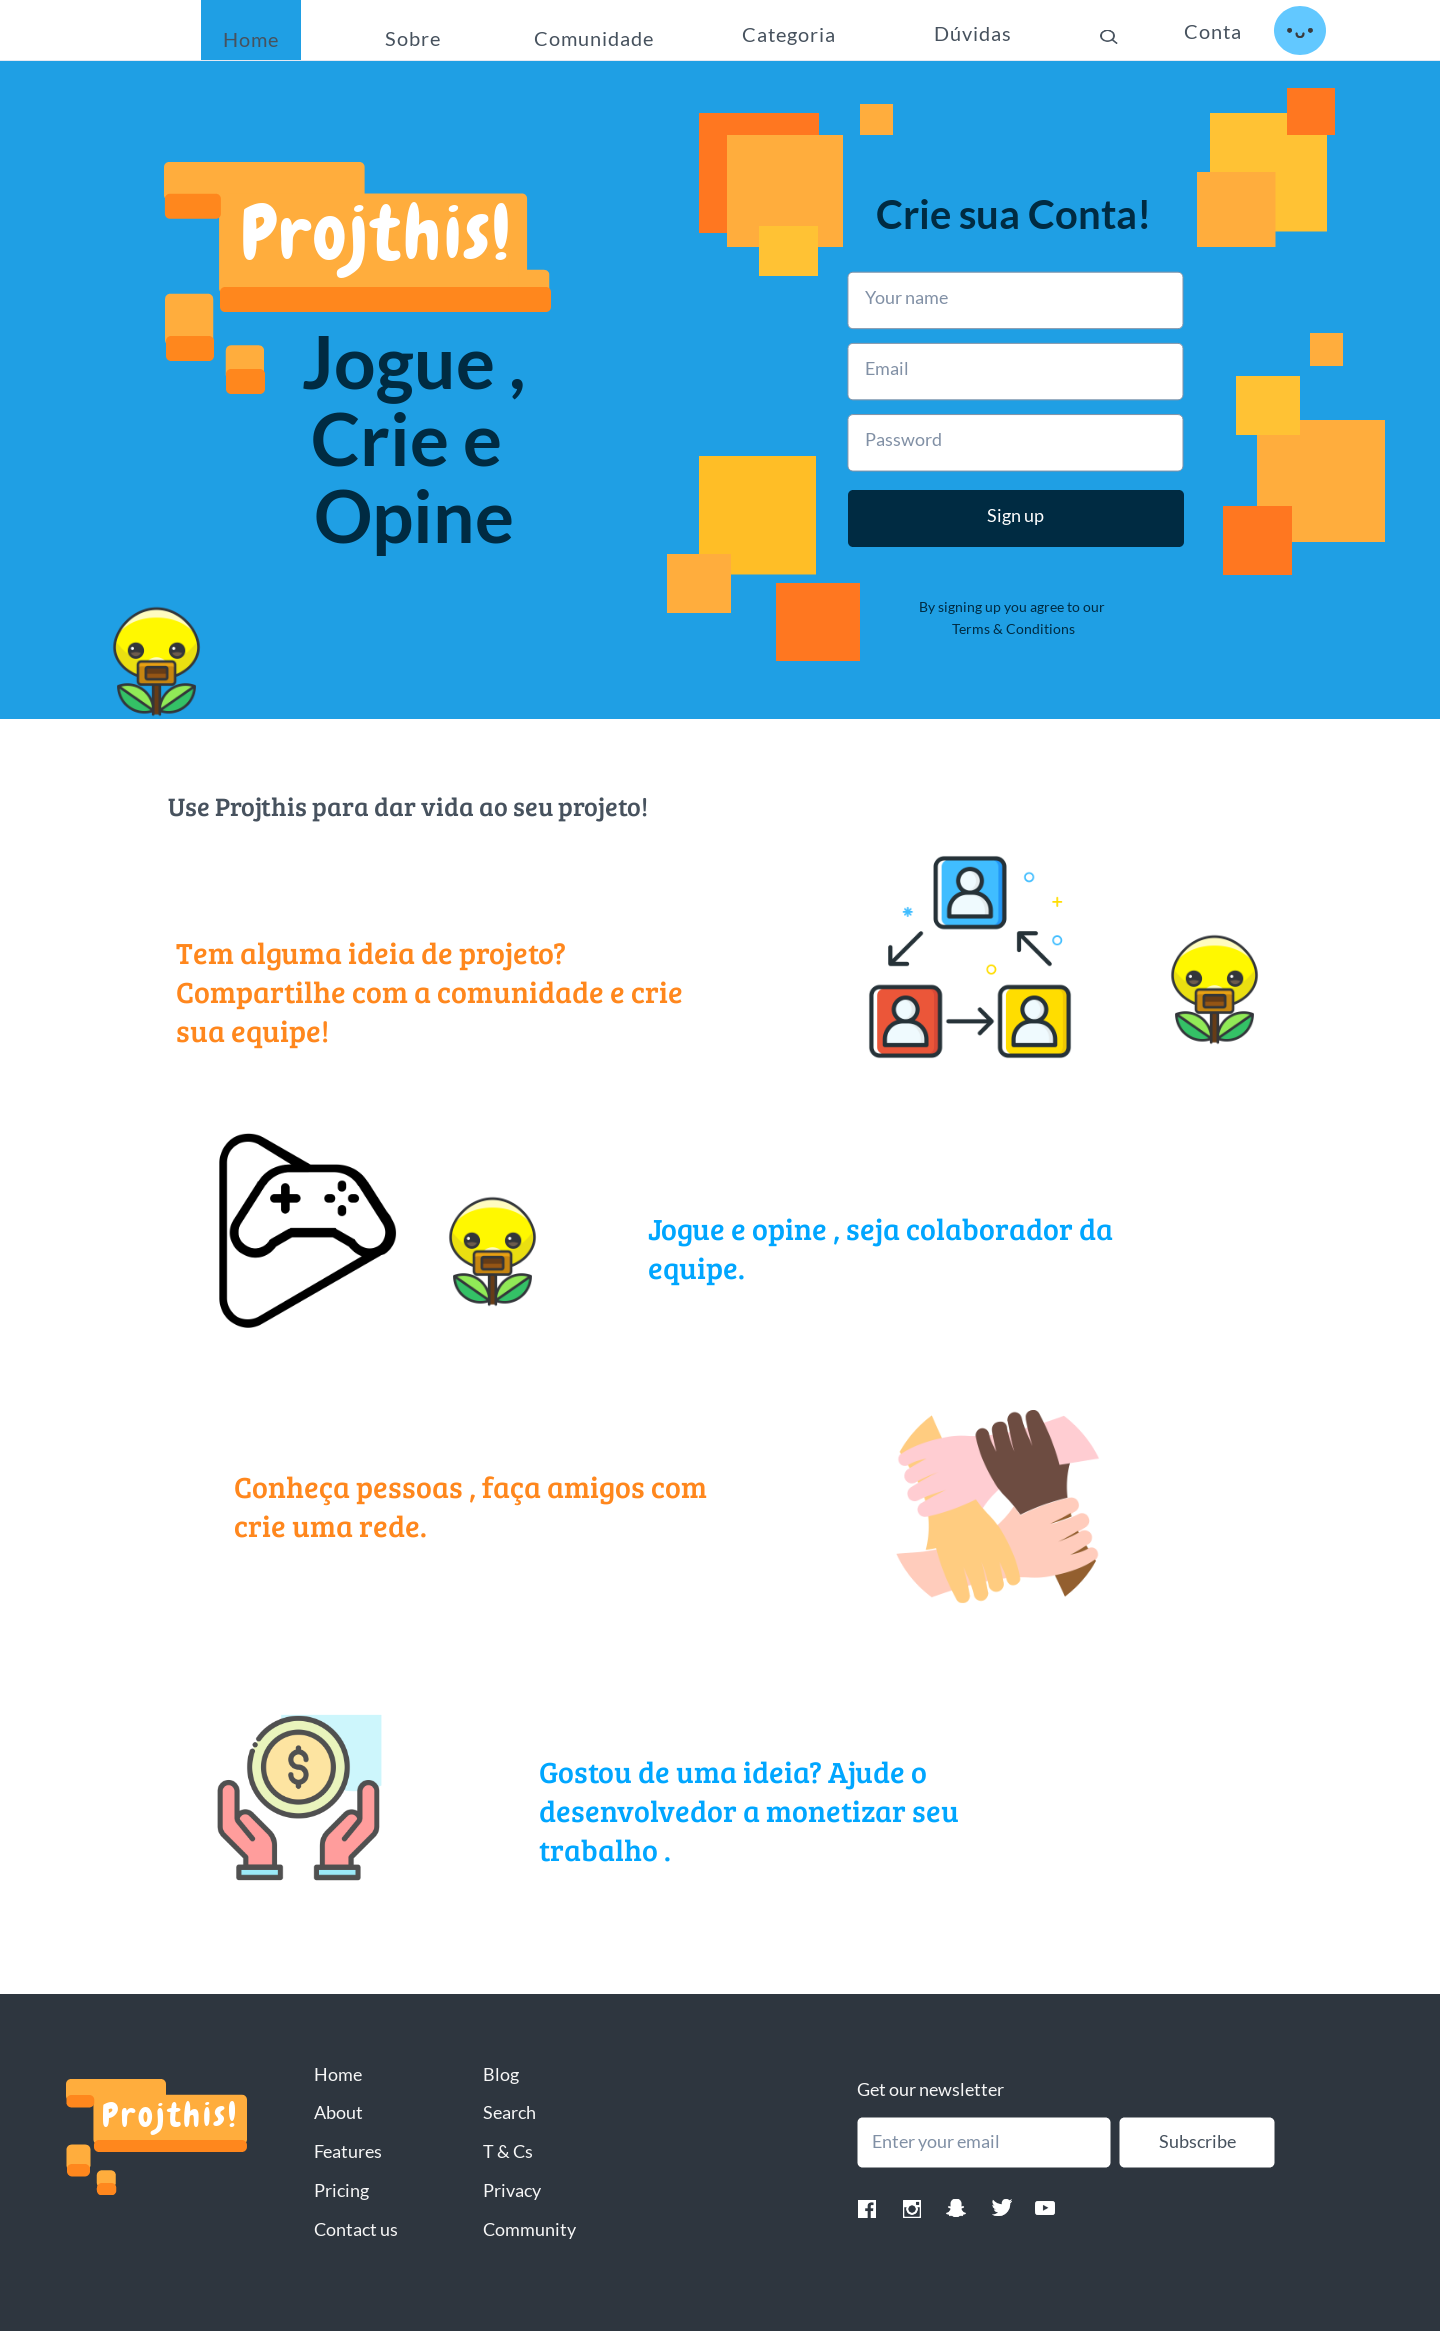 Home
Sobre
Comunidade
Categoria
Dúvidas
Conta
Projthis!
Jogue ,
Crie e
Opine
Crie sua Conta!
Your name
Email
Password
Sign up
By signing up you agree to our
Terms & Conditions
Use Projthis para dar vida ao seu projeto!
Tem alguma ideia de projeto?
Compartilhe com a comunidade e crie
sua equipe!
Jogue e opine , seja colaborador da
equipe.
Conheça pessoas , faça amigos com
crie uma rede.
$
Gostou de uma ideia? Ajude o
desenvolvedor a monetizar seu
trabalho .
Projthis!
Home
About
Features
Pricing
Contact us
Blog
Search
T & Cs
Privacy
Community
Get our newsletter
Enter your email
Subscribe